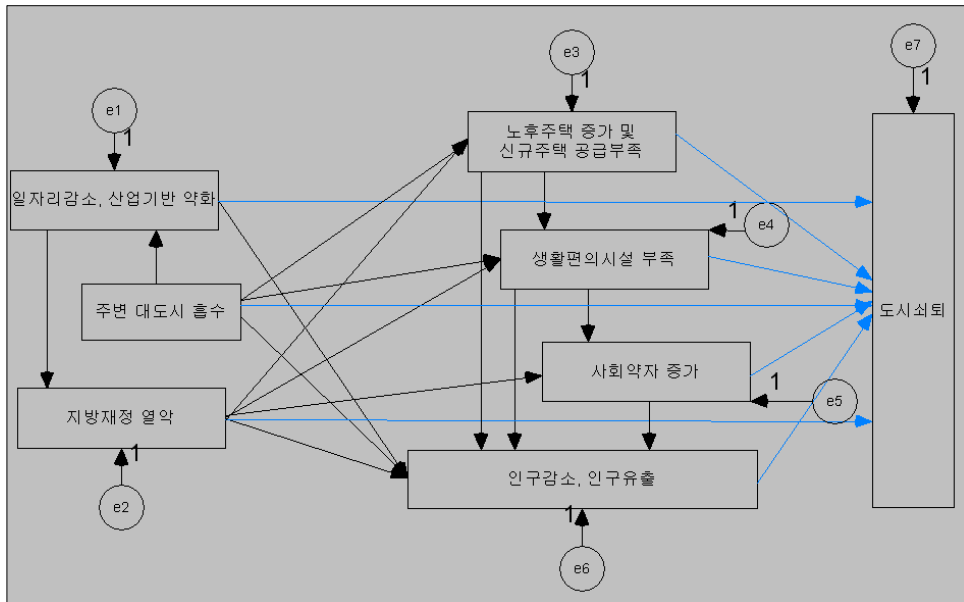 e1
1
일자리감소, 산업기반 약화
주변 대도시 흡수
지방재정 열악
1
e2
e3
1
노후주택 증가 및
신규주택 공급부족
1
e4
생활편의시설 부족
사회약자 증가
1
e5
인구감소, 인구유출
1
e6
e7
1
도시쇠퇴